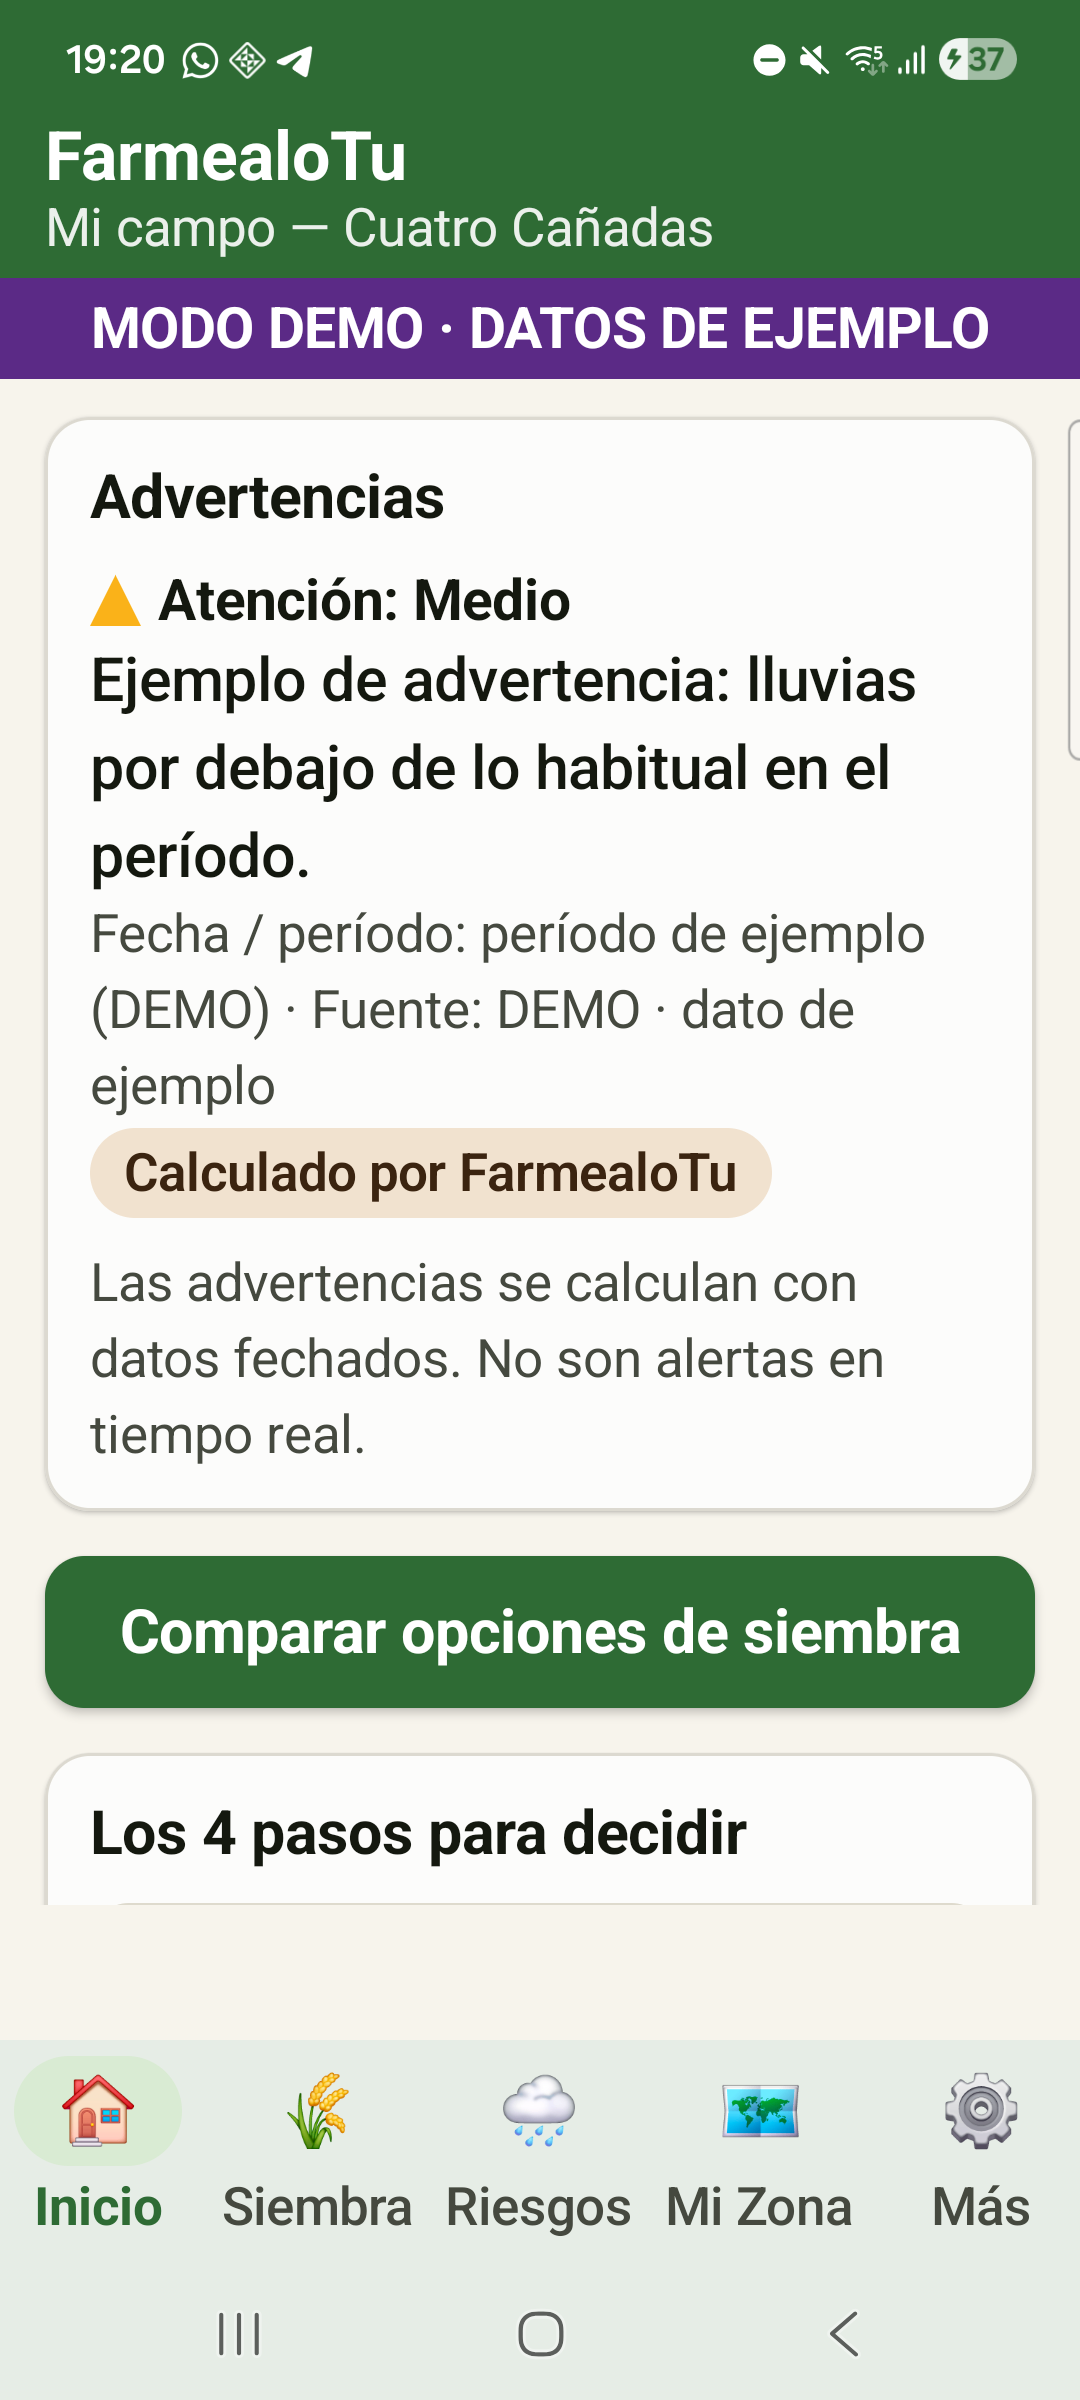 19:20
5
37
FarmealoTu
Mi campo — Cuatro Cañadas
MODO DEMO · DATOS DE EJEMPLO
Advertencias
Atención: Medio
Ejemplo de advertencia: lluvias
por debajo de lo habitual en el
período.
Fecha / período: período de ejemplo
(DEMO) · Fuente: DEMO · dato de
ejemplo
Calculado por FarmealoTu
Las advertencias se calculan con
datos fechados. No son alertas en
tiempo real.
Comparar opciones de siembra
Los 4 pasos para decidir
Inicio
Siembra
Riesgos
Mi Zona
Más